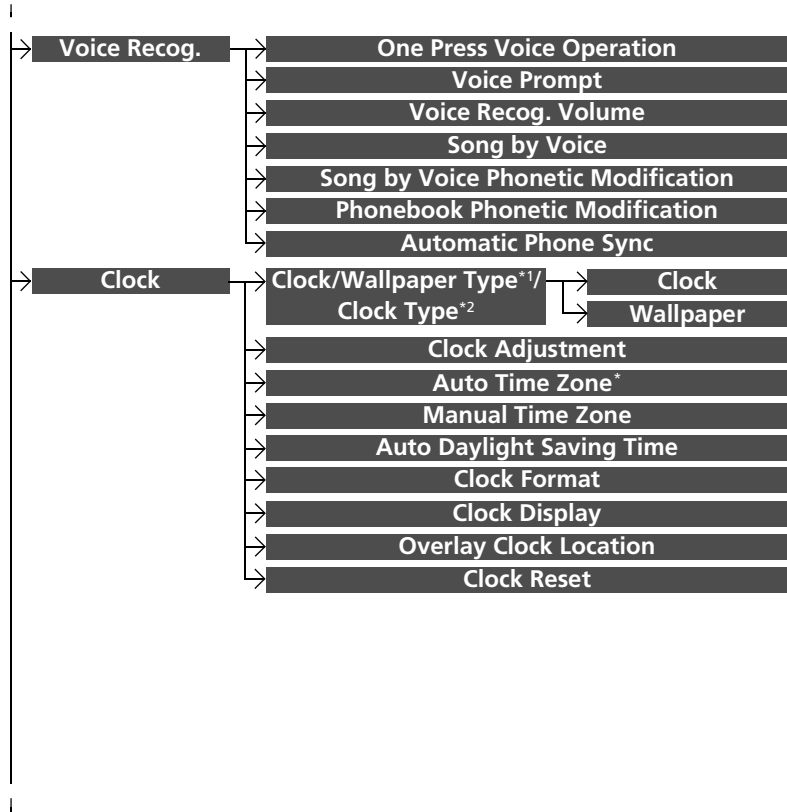 Voice Recog.
One Press Voice Operation
Voice Prompt
Voice Recog. Volume
Song by Voice
Song by Voice Phonetic Modification
Phonebook Phonetic Modification
Automatic Phone Sync
Clock
Clock/Wallpaper Type*1/
Clock Type*2
Clock
Wallpaper
Clock Adjustment
Auto Time Zone*
Manual Time Zone
Auto Daylight Saving Time
Clock Format
Clock Display
Overlay Clock Location
Clock Reset